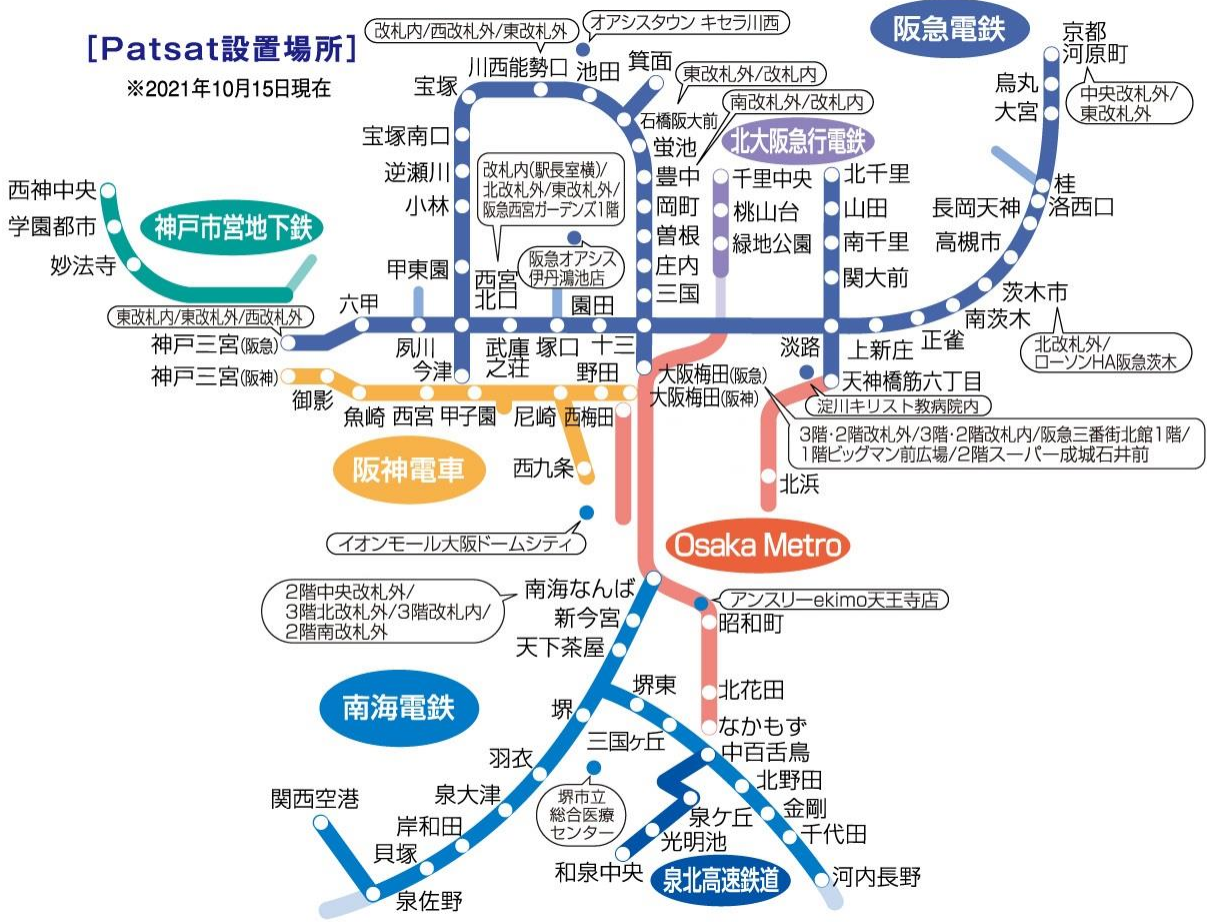 [Patsat設置場所]
※2021年10月15日現在
改札内/西改札外/東改札外
オアシスタウン キセラ川西
阪急電鉄
京都
河原町
烏丸
大宮
中央改札外/
東改札外
川西能勢口
池田
箕面
宝塚
東改札外/改札内
石橋阪大前
南改札外/改札内
宝塚南口
蛍池
北大阪急行電鉄
逆瀬川
改札内(駅長室横)/
北改札外/東改札外/
阪急西宮ガーデンズ1階
豊中
千里中央
北千里
桂
西神中央
小林
岡町
桃山台
山田
長岡天神
洛西口
学園都市
神戸市営地下鉄
曽根
緑地公園
南千里
高槻市
妙法寺
甲東園
西宮
北口
阪急オアシス
伊丹鴻池店
庄内
関大前
三国
茨木市
六甲
園田
南茨木
東改札内/東改札外/西改札外
神戸三宮(阪急)
夙川
武庫
之荘
塚口
十三
淡路
上新庄
正雀
北改札外/
ローソンHA阪急茨木
神戸三宮(阪神)
今津
野田
大阪梅田(阪急)
大阪梅田(阪神)
天神橋筋六丁目
御影
魚崎
西宮
甲子園
尼崎
西梅田
淀川キリスト教病院内
3階・2階改札外/3階・2階改札内/阪急三番街北館1階/
1階ビッグマン前広場/2階スーパー成城石井前
阪神電車
西九条
北浜
イオンモール大阪ドームシティ
Osaka Metro
2階中央改札外/
3階北改札外/3階改札内/
2階南改札外
南海なんば
アンスリーekimo天王寺店
新今宮
昭和町
天下茶屋
南海電鉄
堺東
北花田
堺
なかもず
三国ヶ丘
中百舌鳥
羽衣
北野田
関西空港
泉大津
堺市立
総合医療
センター
泉ケ丘
金剛
岸和田
光明池
千代田
貝塚
和泉中央
泉北高速鉄道
河内長野
泉佐野